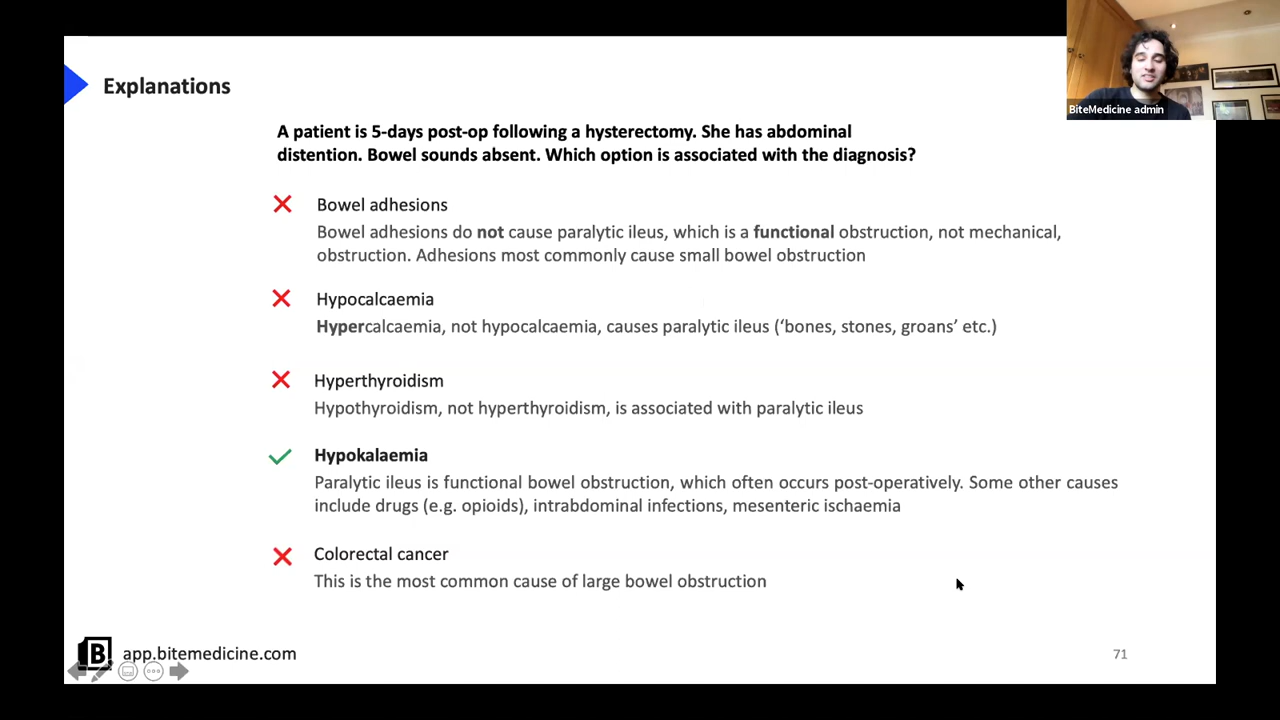 BiteMedicine admin
Explanations
A patient is 5-days post-op following a hysterectomy. She has abdominal
distention. Bowel sounds absent. Which option is associated with the diagnosis?
Bowel adhesions
Bowel adhesions do not cause paralytic ileus, which is a functional obstruction, not mechanical,
obstruction. Adhesions most commonly cause small bowel obstruction
Hypocalcaemia
Hypercalcaemia, not hypocalcaemia, causes paralytic ileus (‘bones, stones, groans’ etc.)
Hyperthyroidism
Hypothyroidism, not hyperthyroidism, is associated with paralytic ileus
Hypokalaemia
Paralytic ileus is functional bowel obstruction, which often occurs post-operatively. Some other causes
include drugs (e.g. opioids), intrabdominal infections, mesenteric ischaemia
Colorectal cancer
This is the most common cause of large bowel obstruction
B app.bitemedicine.com
71